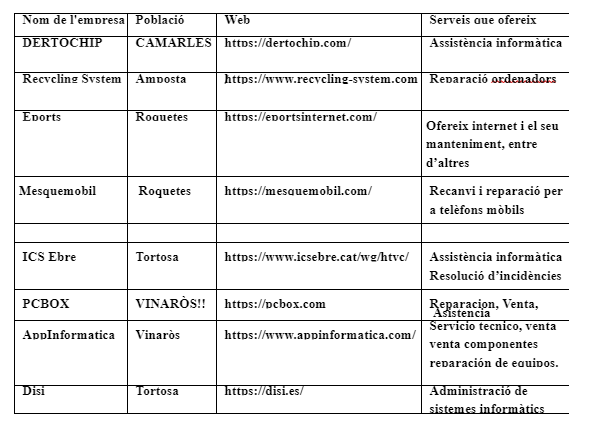 Nom de l'empresa Població Web Serveis que ofereix
DERTOCHIP CAMARLES https://dertochip.com/ Assistència informàtica
Recycling System Amposta https://www.recycling-system.com Reparació ordenadors
Eports Roquetes https://eportsinternet.com/
Ofereix internet i el seu
manteniment, entre
d'altres
Mesquemobil Roquetes https://mesquemobil.com/ Recanvi i reparació per
a telèfons mòbils
ICS Ebre Tortosa https://www.icsebre.cat/wg/htvc/ Assistència informàtica
Resolució d'incidències
PCBOX VINARÒS!! https://pcbox.com Reparacion, Venta,
Asistencia
AppInformatica Vinaròs https://www.appinformatica.com/ Servicio tecnico, venta
venta componentes
reparación de equipos.
Disi Tortosa https://disi.es/ Administració de
sistemes informàtics